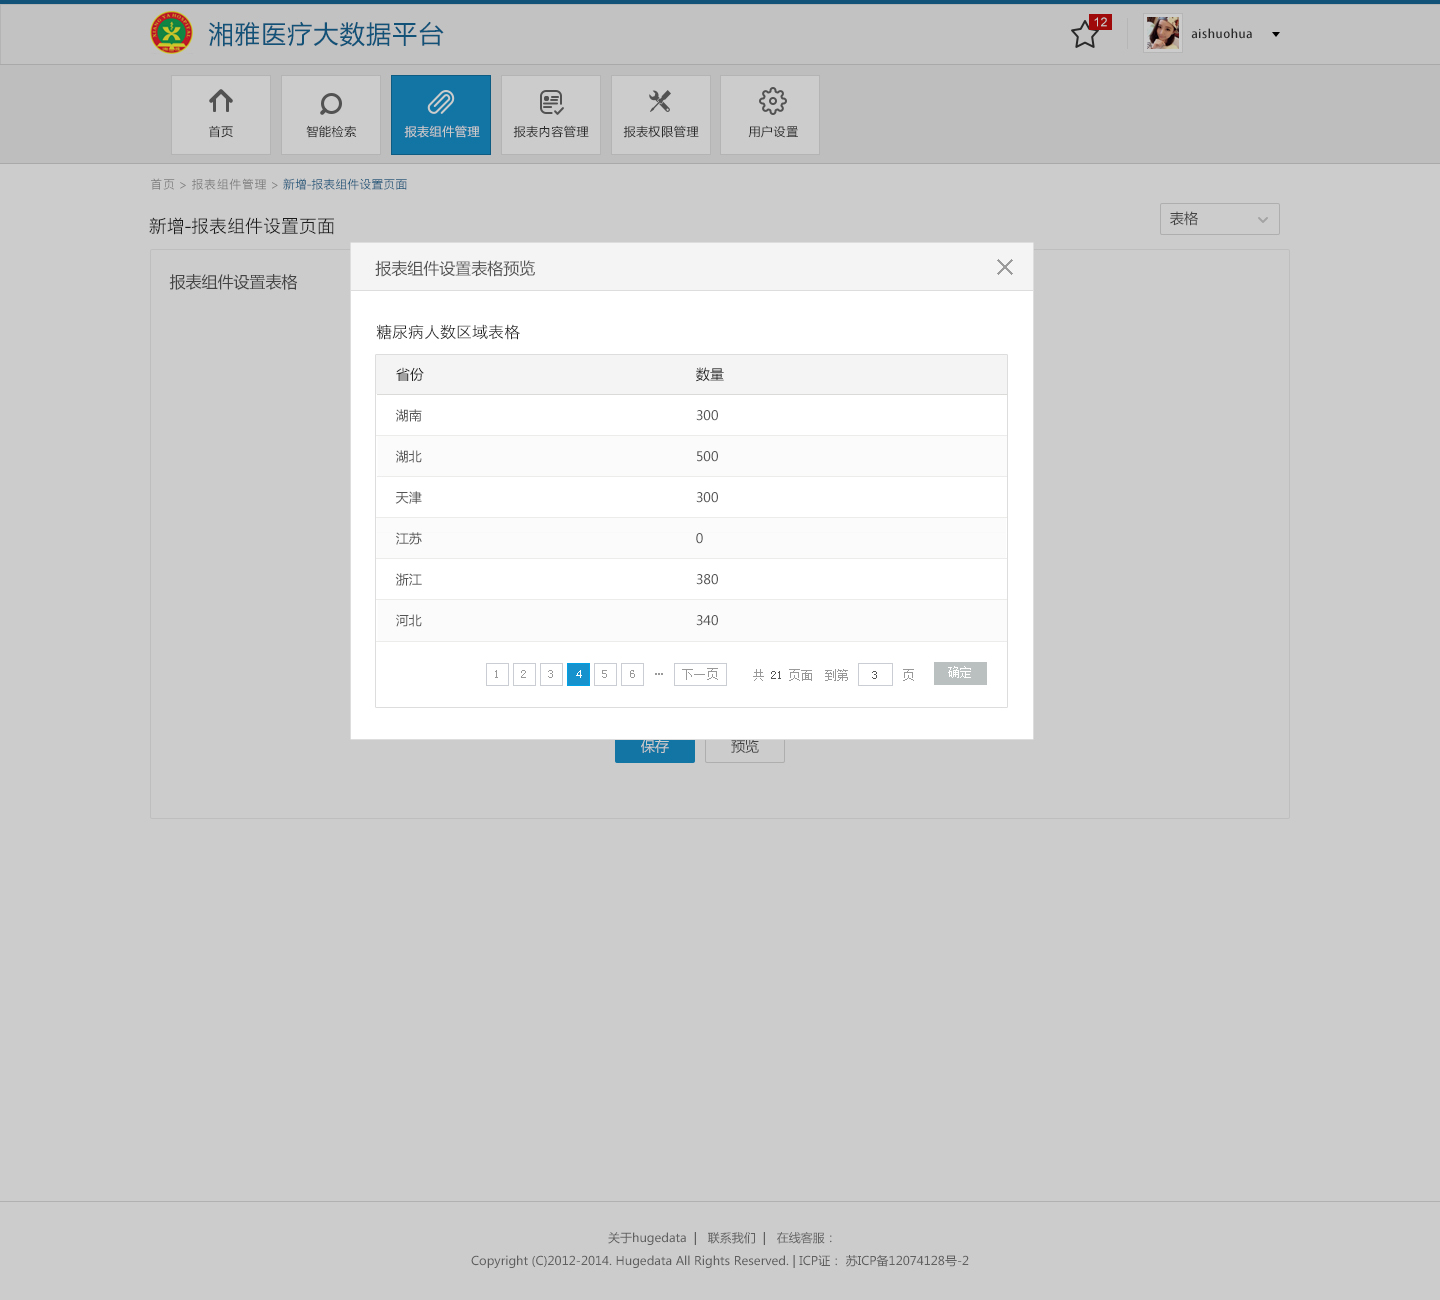 湘雅医疗大数据平台
12
aishuohua
首页
智能检索
报表组件管理
报表内容管理
报表权限管理
用户设置
首页 > 报表组件管理 > 新增-报表组件设置页面
新增-报表组件设置页面
表格
报表组件设置表格
报表组件设置表格预览
糖尿病人数区域表格
省份 数量
湖南 300
湖北 500
天津 300
江苏 0
浙江 380
河北 340
1 2 3 4 5 6 ··· 下一页 共 21 页面 到第 3 页 确定
保存 预览
关于hugedata | 联系我们 | 在线客服：
Copyright (C)2012-2014. Hugedata All Rights Reserved. | ICP证： 苏ICP备12074128号-2